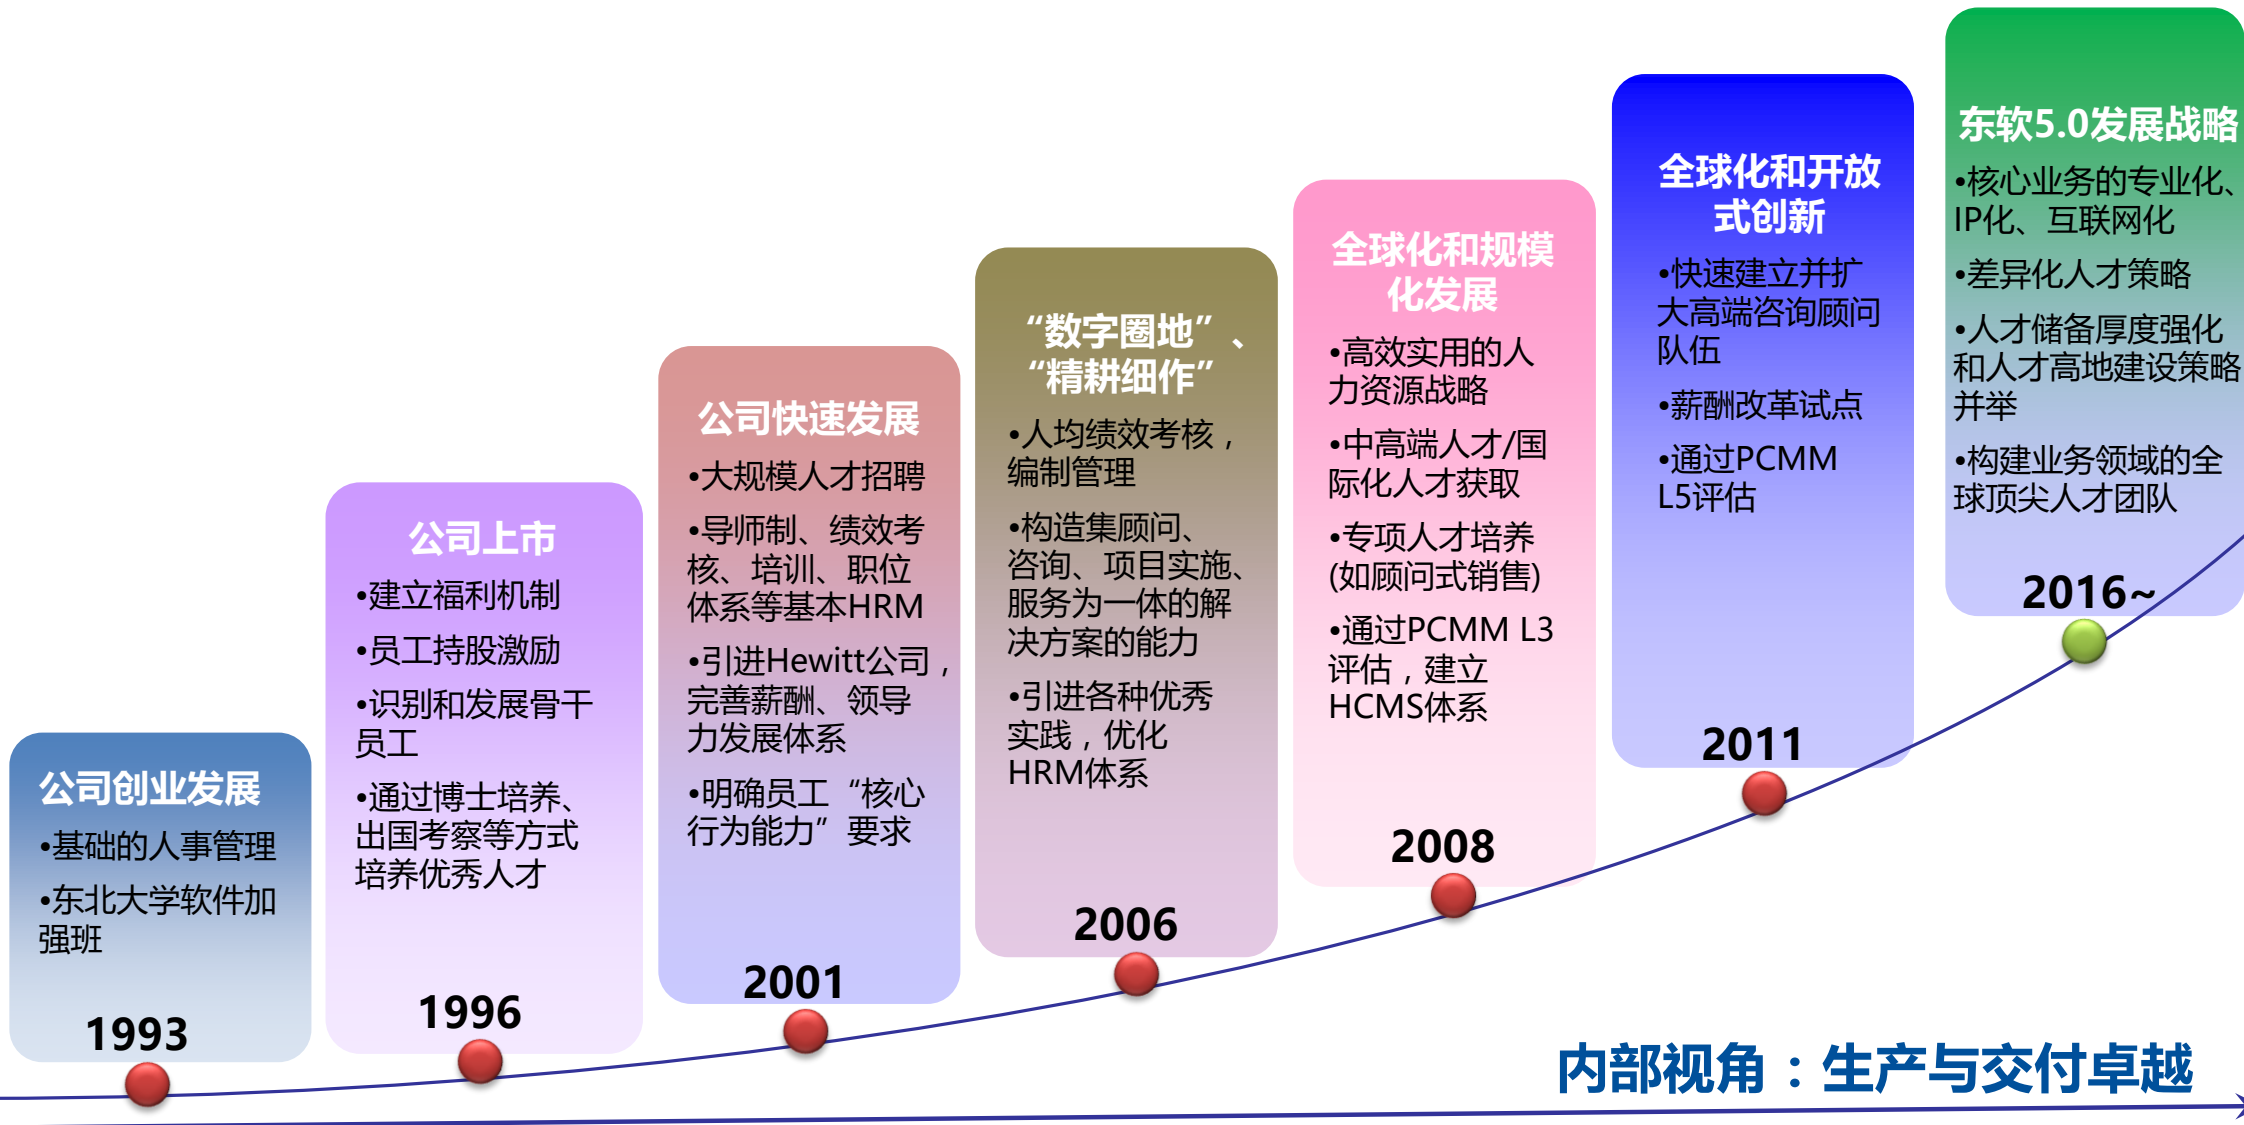 公司创业发展
•基础的人事管理
•东北大学软件加
强班
1993
公司上市
•建立福利机制
•员工持股激励
•识别和发展骨干
员工
•通过博士培养、
出国考察等方式
培养优秀人才
1996
公司快速发展
•大规模人才招聘
•导师制、绩效考
核、培训、职位
体系等基本HRM
•引进Hewitt公司，
完善薪酬、领导
力发展体系
•明确员工“核心
行为能力”要求
2001
“数字圈地”、
“精耕细作”
•人均绩效考核，
编制管理
•构造集顾问、
咨询、项目实施、
服务为一体的解
决方案的能力
•引进各种优秀
实践，优化
HRM体系
2006
全球化和规模
化发展
•高效实用的人
力资源战略
•中高端人才/国
际化人才获取
•专项人才培养
(如顾问式销售)
•通过PCMM L3
评估，建立
HCMS体系
2008
全球化和开放
式创新
•快速建立并扩
大高端咨询顾问
队伍
•薪酬改革试点
•通过PCMM
L5评估
2011
东软5.0发展战略
•核心业务的专业化、
IP化、互联网化
•差异化人才策略
•人才储备厚度强化
和人才高地建设策略
并举
•构建业务领域的全
球顶尖人才团队
2016~
内部视角：生产与交付卓越